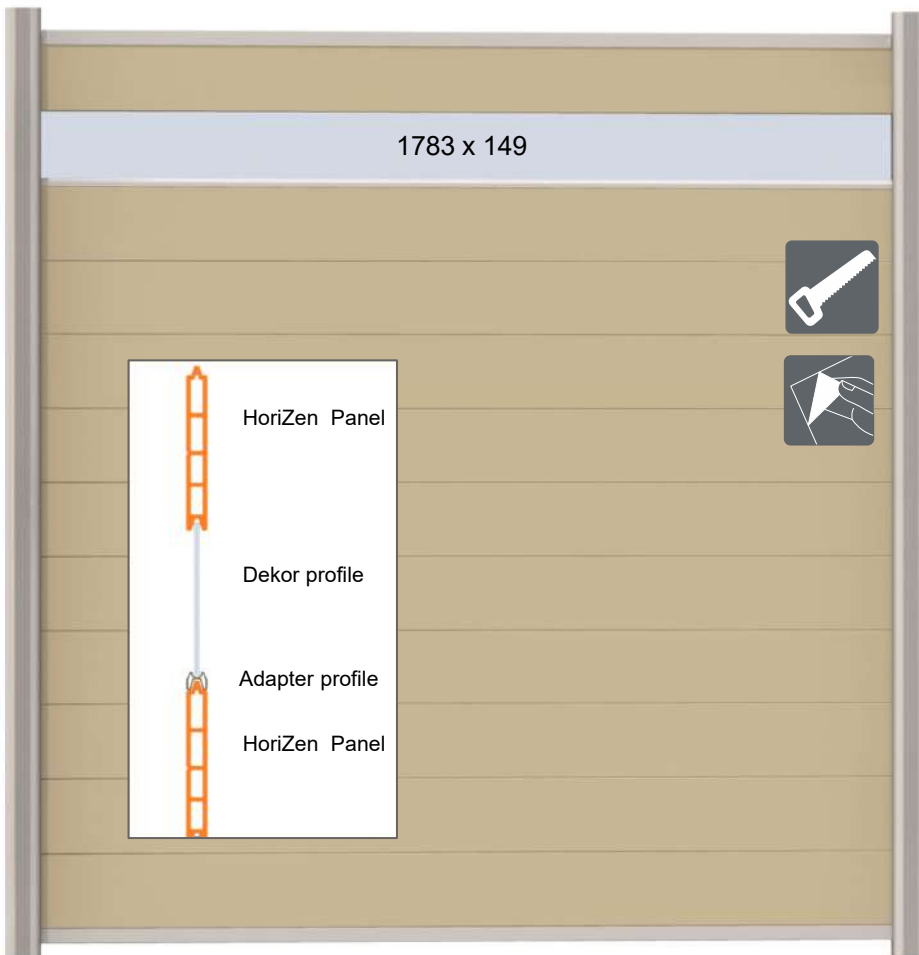 1783 x 149
HoriZen Panel
Dekor profile
Adapter profile
HoriZen Panel